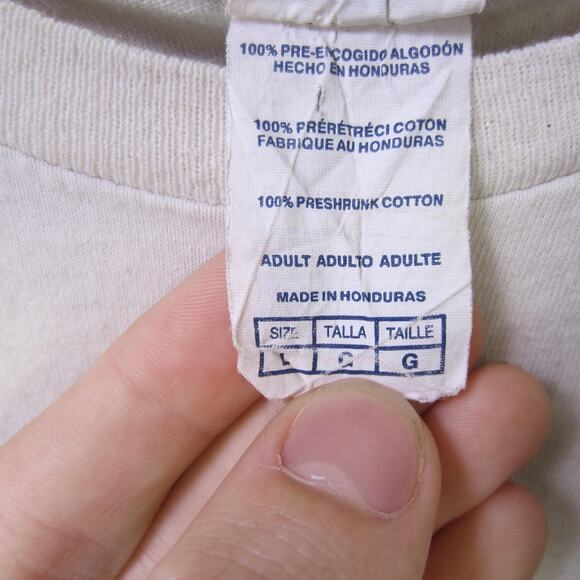 100% PRE-ENCOGIDO ALGODÓN
HECHO EN HONDURAS
100% PRÉRÉTRÉCI COTON
FABRIQUE AU HONDURAS
100% PRESHRUNK COTTON
ADULT ADULTO ADULTE
MADE IN HONDURAS
SIZE TALLA TAILLE
L G G